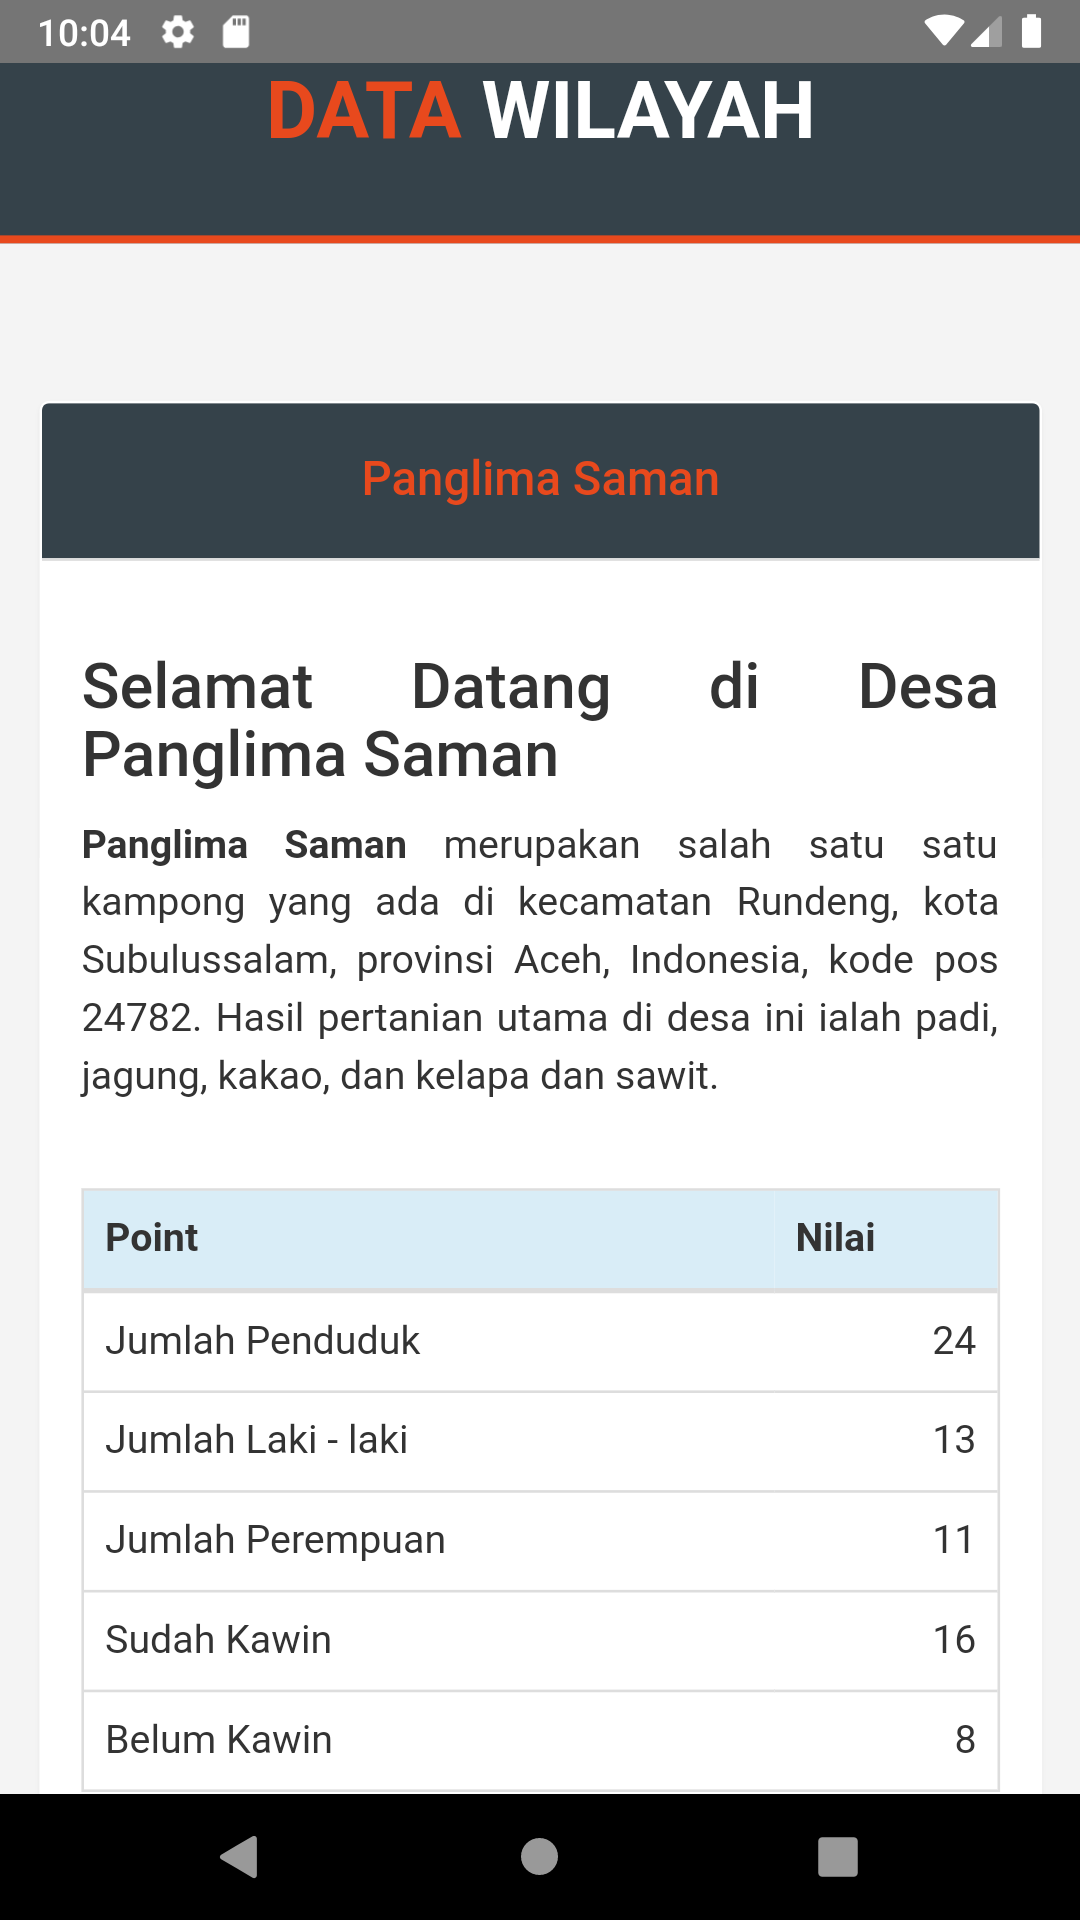 10:04
DATA WILAYAH
Panglima Saman
Selamat Datang di Desa
Panglima Saman
Panglima Saman merupakan salah satu satu
kampong yang ada di kecamatan Rundeng, kota
Subulussalam, provinsi Aceh, Indonesia, kode pos
24782. Hasil pertanian utama di desa ini ialah padi,
jagung, kakao, dan kelapa dan sawit.
Point Nilai
Jumlah Penduduk 24
Jumlah Laki - laki 13
Jumlah Perempuan 11
Sudah Kawin 16
Belum Kawin 8